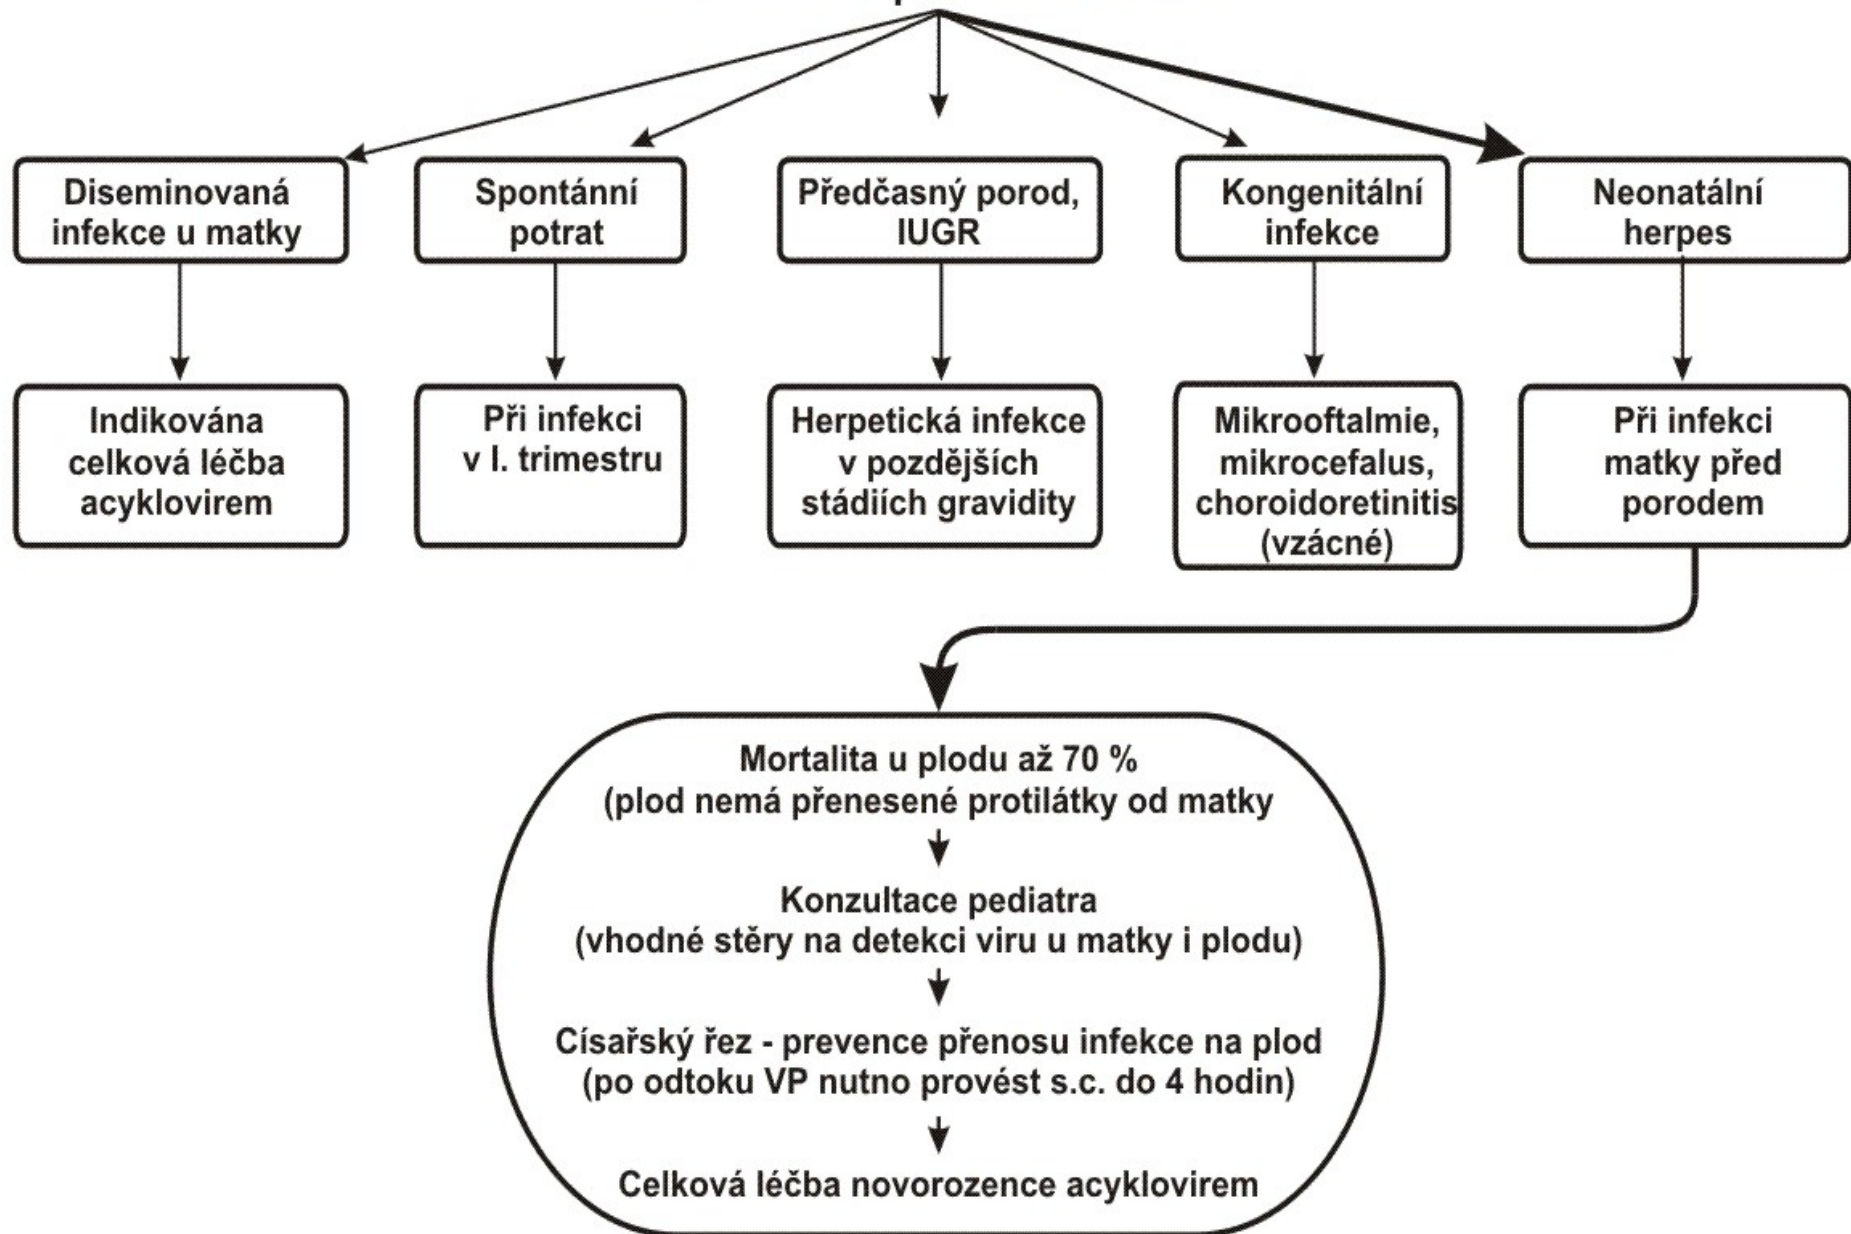 Diseminovaná
infekce u matky
Spontánní
potrat
Předčasný porod,
IUGR
Kongenitální
infekce
Neonatální
herpes
Indikována
celková léčba
acyklovirem
Při infekci
v I. trimestru
Herpetická infekce
v pozdějších
stádiích gravidity
Mikrooftalmie,
mikrocefalus,
choroidoretinitis
(vzácné)
Při infekci
matky před
porodem
Mortalita u plodu až 70 %
(plod nemá přenesené protilátky od matky
Konzultace pediatra
(vhodné stěry na detekci viru u matky i plodu)
Císařský řez - prevence přenosu infekce na plod
(po odtoku VP nutno provést s.c. do 4 hodin)
Celková léčba novorozence acyklovirem